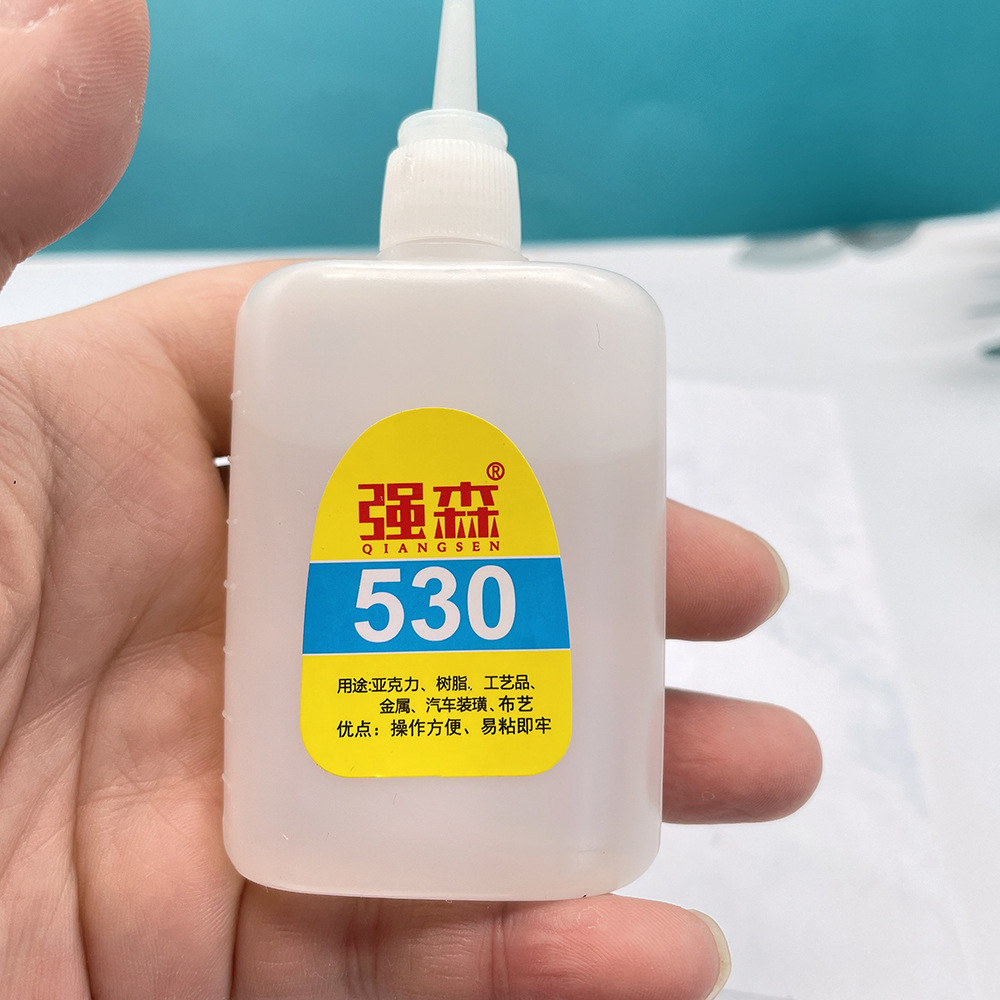 强森®
QIANGSEN
530
用途:亚克力、树脂、工艺品、
金属、汽车装璜、布艺
优点：操作方便、易粘即牢